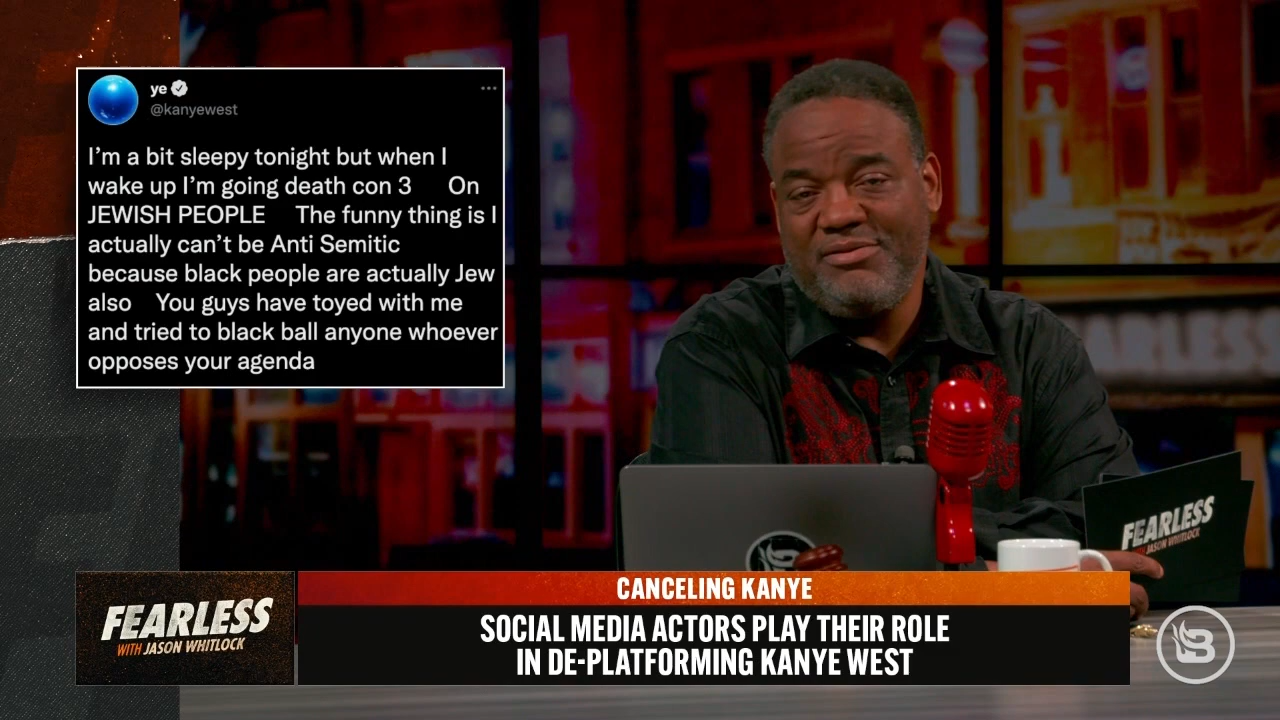 ye
@kanyewest
I'm a bit sleepy tonight but when I
wake up I'm going death con 3 On
JEWISH PEOPLE The funny thing is I
actually can't be Anti Semitic
because black people are actually Jew
also You guys have toyed with me
and tried to black ball anyone whoever
opposes your agenda
FEARLESS
FEARLESS
WITH JASON WHITLOCK
FEARLESS
WITH JASON WHITLOCK
CANCELING KANYE
SOCIAL MEDIA ACTORS PLAY THEIR ROLE
IN DE-PLATFORMING KANYE WEST
B